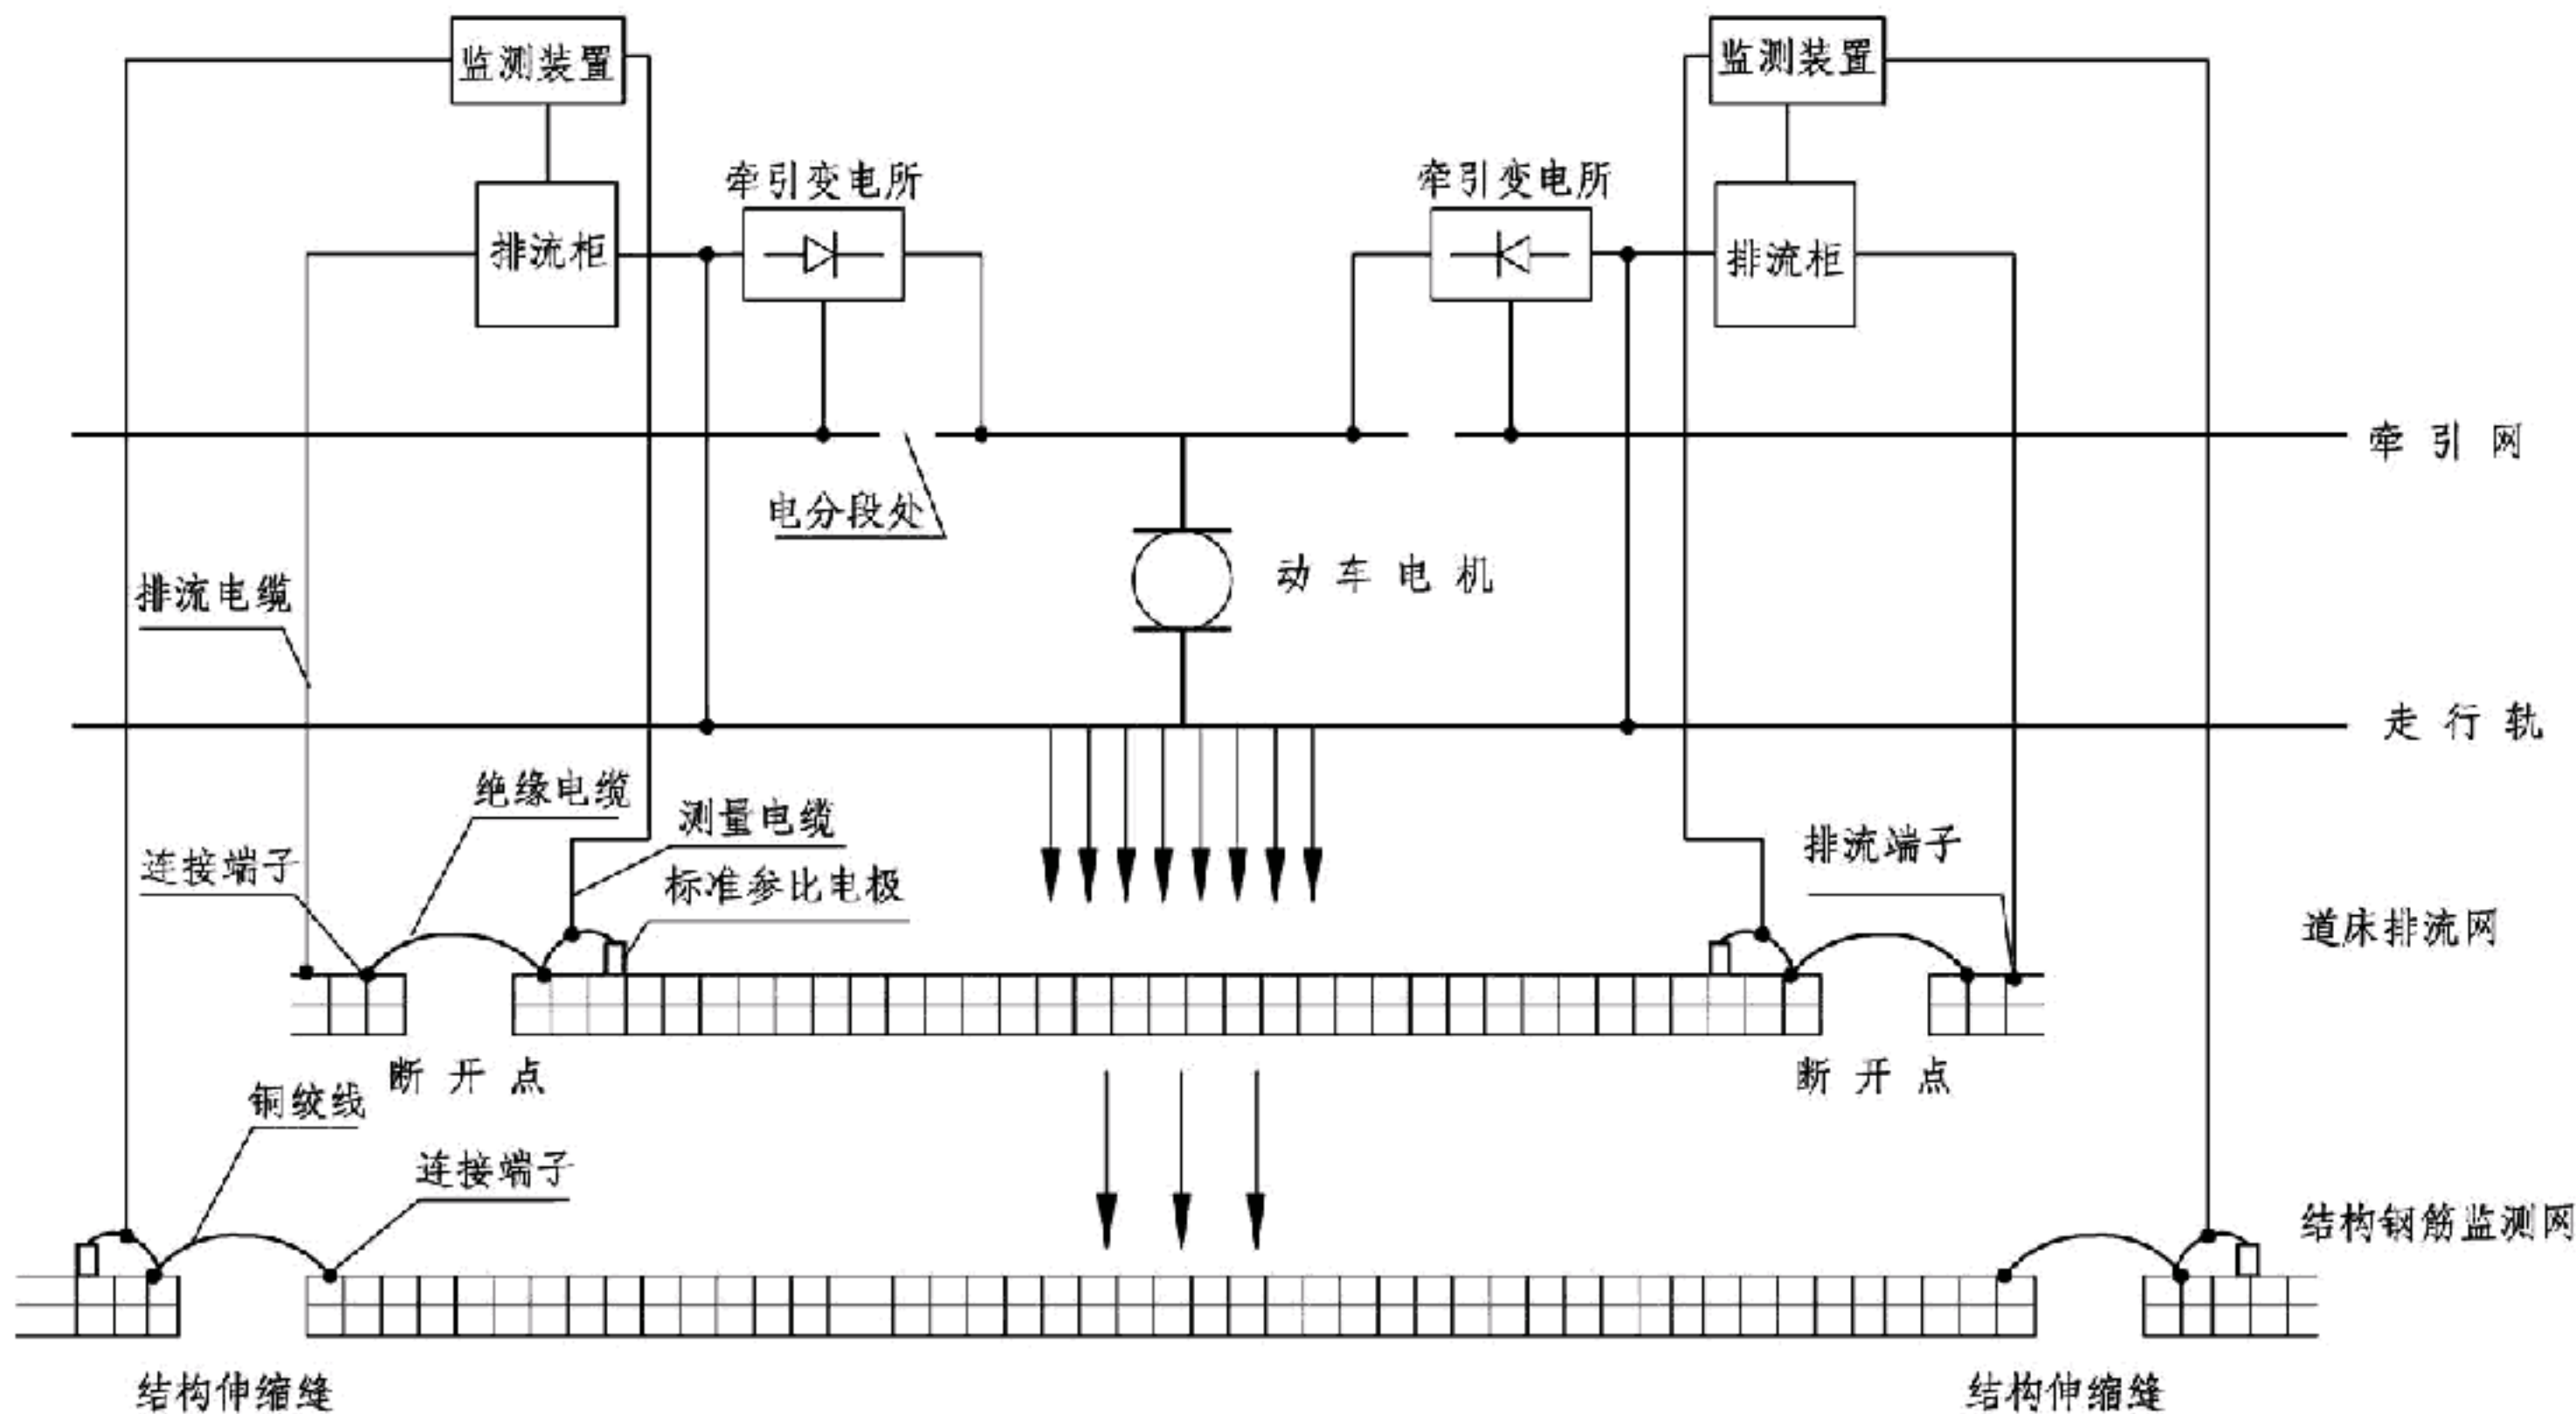 监测装置
监测装置
牵引变电所
牵引变电所
排流柜
排流柜
牵引网
电分段处
动车电机
排流电缆
走行轨
绝缘电缆
测量电缆
排流端子
连接端子
标准参比电极
道床排流网
断开点
断开点
铜绞线
连接端子
结构钢筋监测网
结构伸缩缝
结构伸缩缝